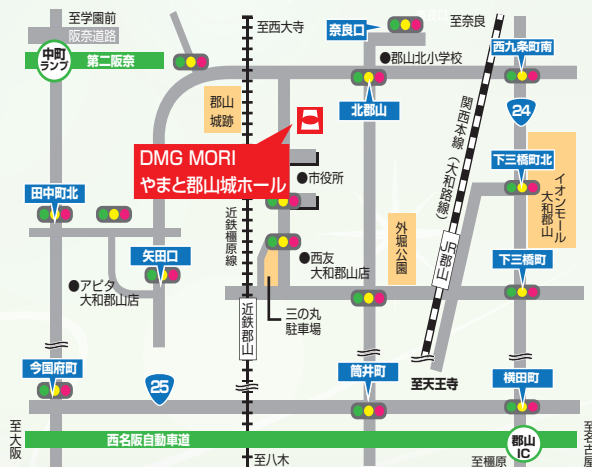 至学園前
阪奈道路
中町
ランプ
第二阪奈
至西大寺
奈良口
至奈良
郡山北小学校
西九条町南
24
郡山
城跡
北郡山
関西本線（大和路線）
DMG MORI
やまと郡山城ホール
市役所
下三橋町北
イオンモール
大和郡山
田中町北
近鉄橿原線
外堀公園
矢田口
西友
大和郡山店
JR郡山
下三橋町
アピタ
大和郡山店
三の丸
駐車場
近鉄郡山
今国府町
25
筒井町
至天王寺
横田町
至大阪
西名阪自動車道
郡山
IC
至名古屋
至八木
至橿原